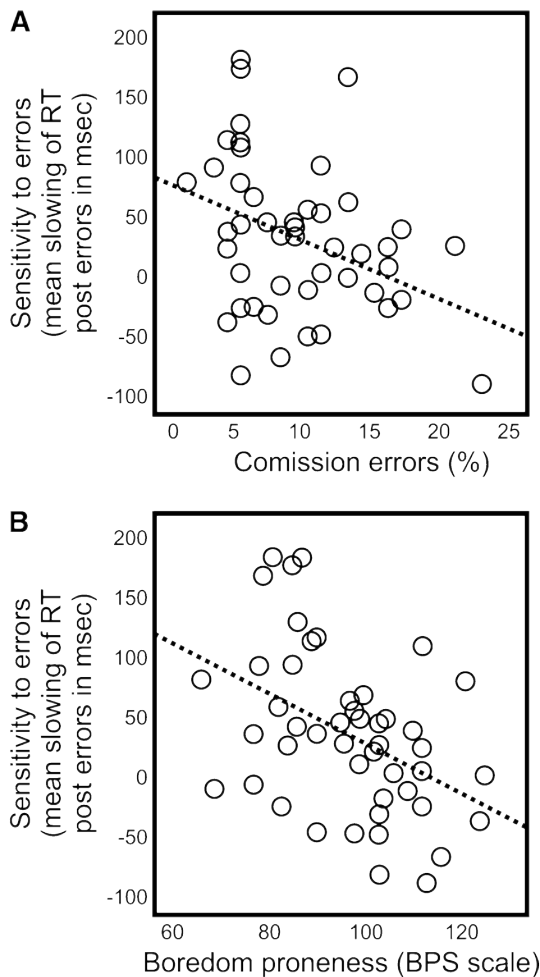 A
Sensitivity to errors
(mean slowing of RT
post errors in msec)
200
150
100
50
0
-50
-100
0 5 10 15 20 25
Comission errors (%)
B
Sensitivity to errors
(mean slowing of RT
post errors in msec)
200
150
100
50
0
-50
-100
60 80 100 120
Boredom proneness (BPS scale)